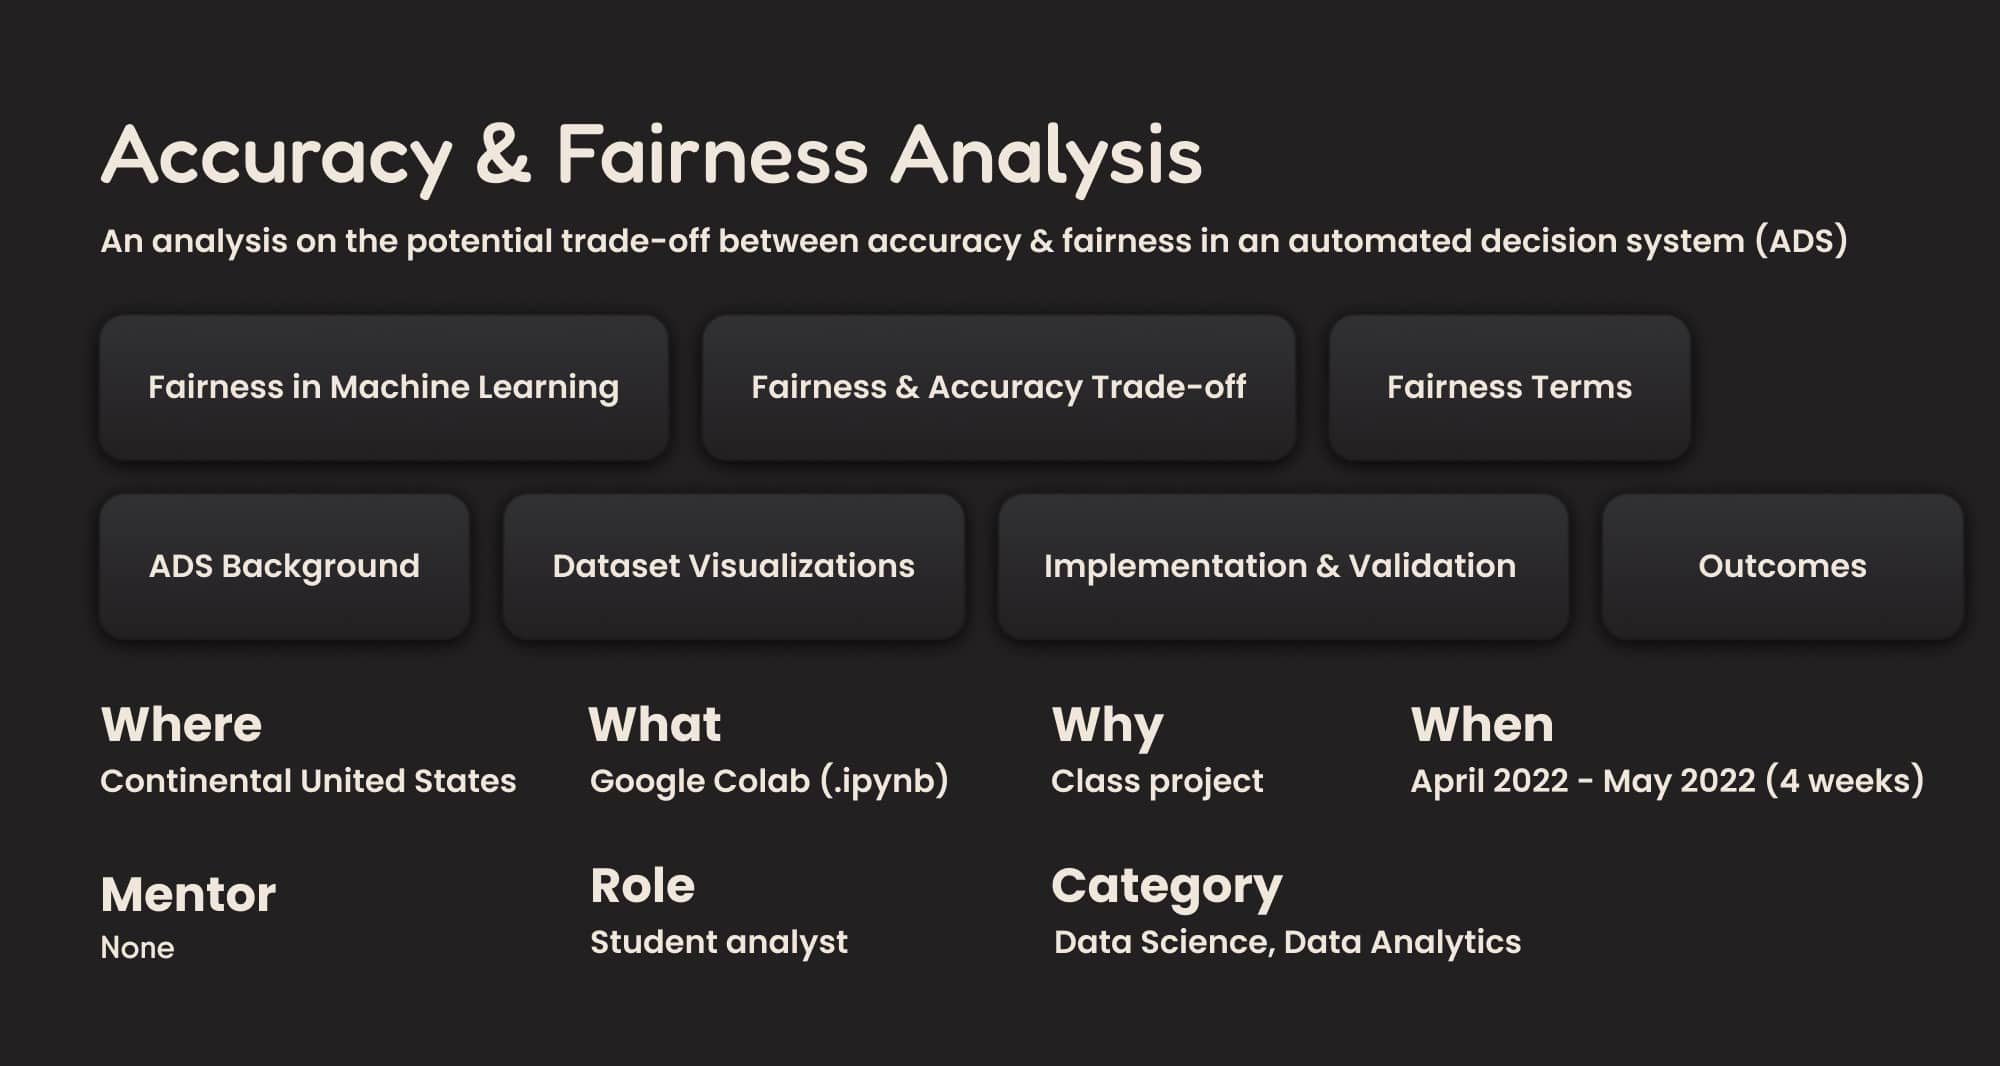 Accuracy & Fairness Analysis
An analysis on the potential trade-off between accuracy & fairness in an automated decision system (ADS)
Fairness in Machine Learning
Fairness & Accuracy Trade-off
Fairness Terms
ADS Background
Dataset Visualizations
Implementation & Validation
Outcomes
Where
Continental United States
What
Google Colab (.ipynb)
Why
Class project
When
April 2022 - May 2022 (4 weeks)
Mentor
None
Role
Student analyst
Category
Data Science, Data Analytics